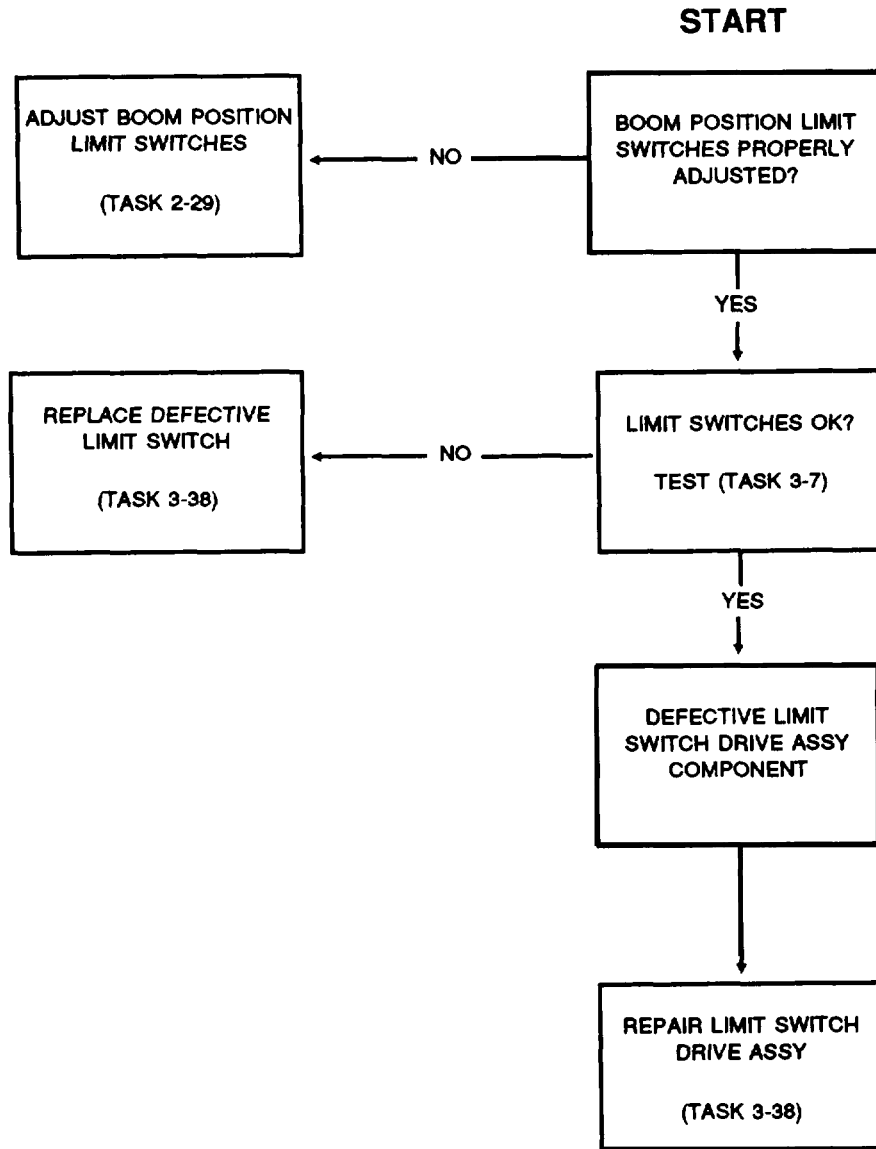 START
BOOM POSITION LIMIT
SWITCHES PROPERLY
ADJUSTED?
NO
ADJUST BOOM POSITION
LIMIT SWITCHES
(TASK 2-29)
YES
LIMIT SWITCHES OK?
TEST (TASK 3-7)
NO
REPLACE DEFECTIVE
LIMIT SWITCH
(TASK 3-38)
YES
DEFECTIVE LIMIT
SWITCH DRIVE ASSY
COMPONENT
REPAIR LIMIT SWITCH
DRIVE ASSY
(TASK 3-38)